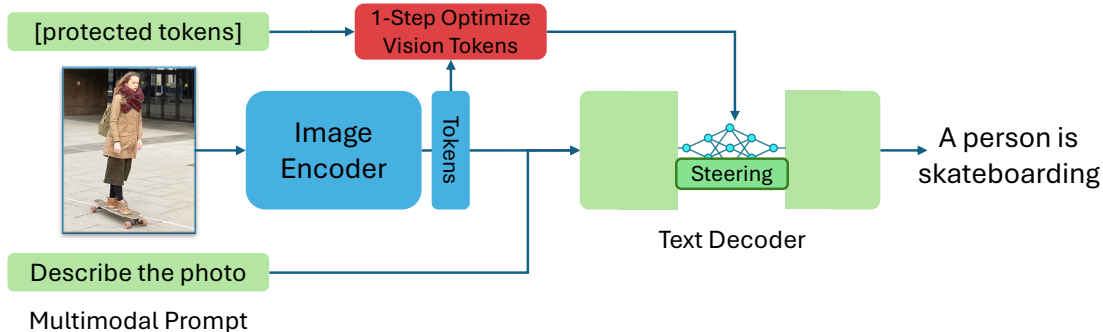 [protected tokens]
1-Step Optimize
Vision Tokens
Image
Encoder
Tokens
Steering
A person is
skateboarding
Text Decoder
Describe the photo
Multimodal Prompt